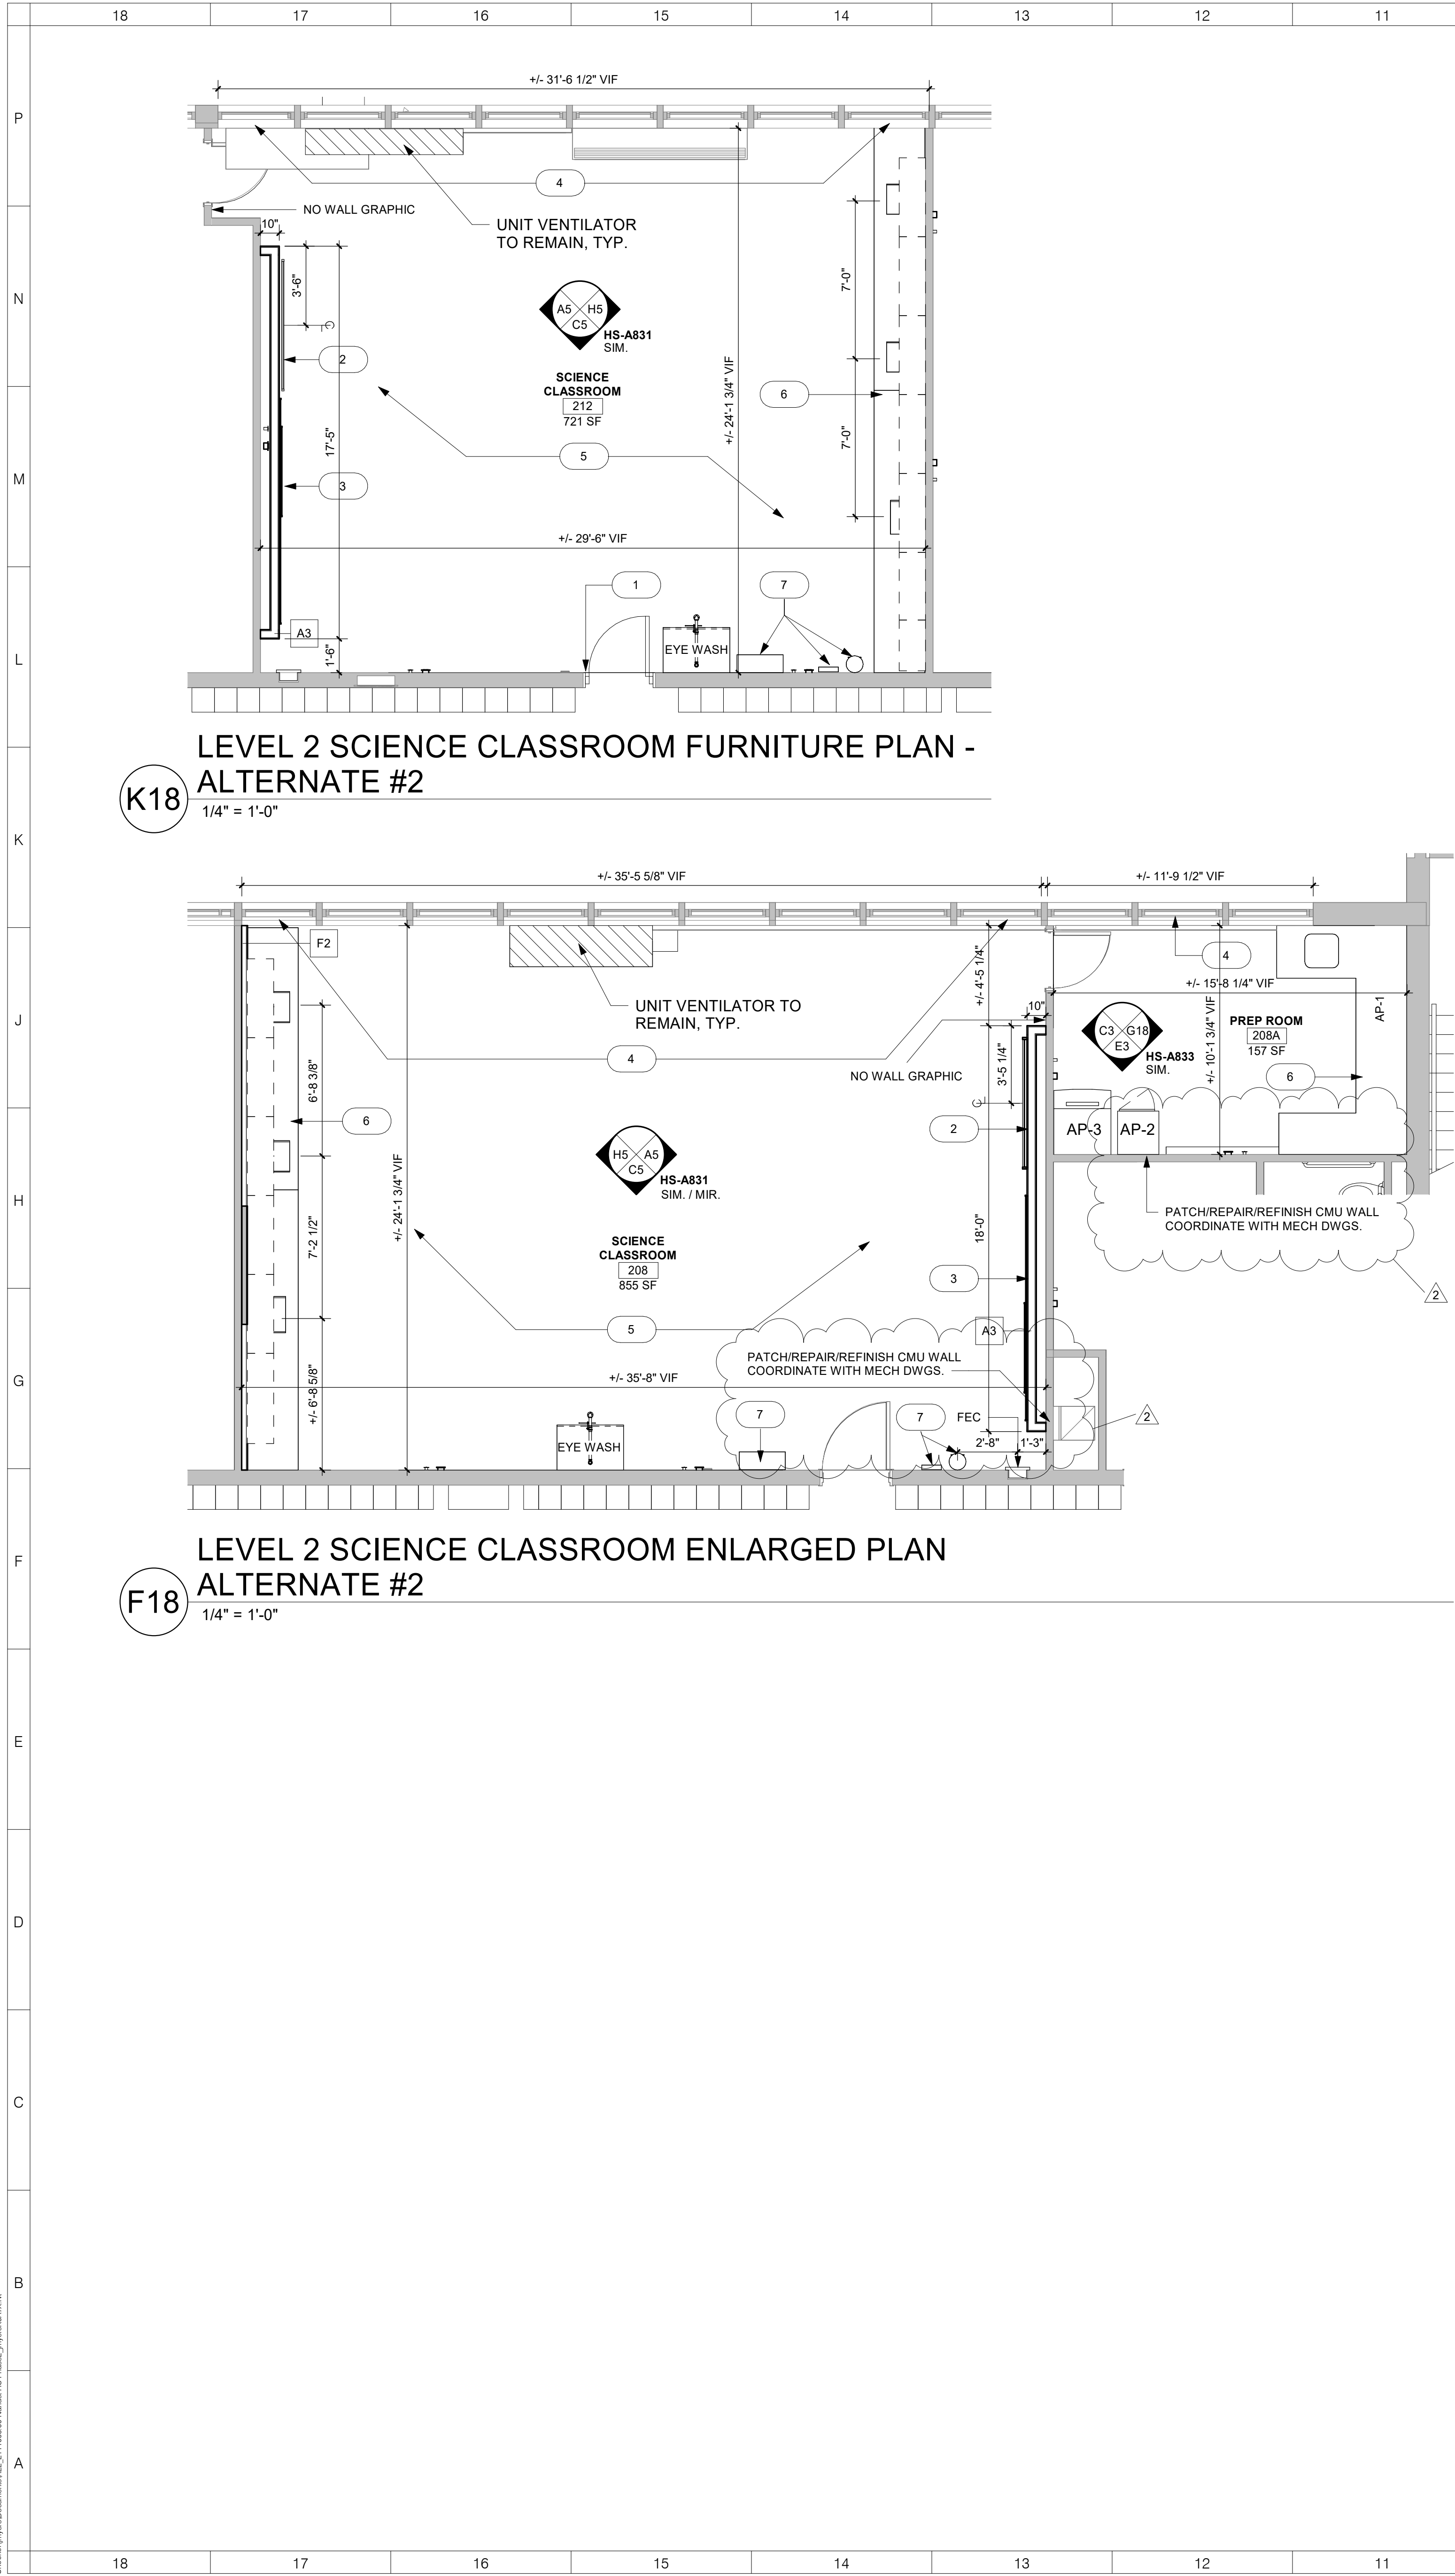 18 17 16 15 14 13 12 11
P
N
M
L
K
J
H
G
F
E
D
C
B
A
+/- 31'-6 1/2" VIF
4
NO WALL GRAPHIC
UNIT VENTILATOR
TO REMAIN, TYP.
10"
3'-6"
2
17'-5"
3
A3
1'-6"
A5 H5
C5
HS-A831
SIM.
SCIENCE
CLASSROOM
212
721 SF
5
+/- 24'-1 3/4" VIF
7'-0"
7'-0"
6
+/- 29'-6" VIF
1
7
EYE WASH
LEVEL 2 SCIENCE CLASSROOM FURNITURE PLAN -
ALTERNATE #2
K18
1/4" = 1'-0"
+/- 35'-5 5/8" VIF
+/- 11'-9 1/2" VIF
F2
UNIT VENTILATOR TO
REMAIN, TYP.
4
NO WALL GRAPHIC
+/- 4'-5 1/4"
10"
3'-5 1/4"
4
+/- 15'-8 1/4" VIF
+/- 10'-1 3/4" VIF
C3 G18
E3
HS-A833
SIM.
PREP ROOM
208A
157 SF
AP-1
6
AP-3
AP-2
6'-8 3/8"
6
7'-2 1/2"
+/- 6'-8 5/8"
+/- 24'-1 3/4" VIF
H5 A5
C5
HS-A831
SIM. / MIR.
SCIENCE
CLASSROOM
208
855 SF
5
2
18'-0"
3
A3
PATCH/REPAIR/REFINISH CMU WALL
COORDINATE WITH MECH DWGS.
2
PATCH/REPAIR/REFINISH CMU WALL
COORDINATE WITH MECH DWGS.
+/- 35'-8" VIF
7
7
FEC
2'-8"
1'-3"
2
EYE WASH
LEVEL 2 SCIENCE CLASSROOM ENLARGED PLAN
ALTERNATE #2
F18
1/4" = 1'-0"
18 17 16 15 14 13 12 11